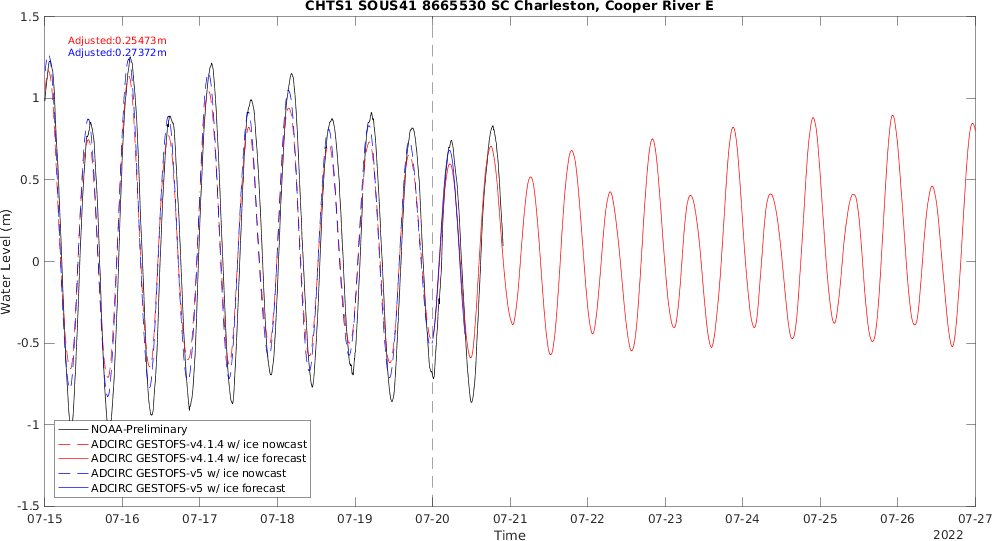 CHTS1 SOUS41 8665530 SC Charleston, Cooper River E
Adjusted:0.25473m
Adjusted:0.27372m
Water Level (m)
1.5
1
0.5
0
-0.5
-1
-1.5
NOAA-Preliminary
ADCIRC GESTOFS-v4.1.4 w/ ice nowcast
ADCIRC GESTOFS-v4.1.4 w/ ice forecast
ADCIRC GESTOFS-v5 w/ ice nowcast
ADCIRC GESTOFS-v5 w/ ice forecast
07-15 07-16 07-17 07-18 07-19 07-20 07-21 07-22 07-23 07-24 07-25 07-26 07-27
Time
2022